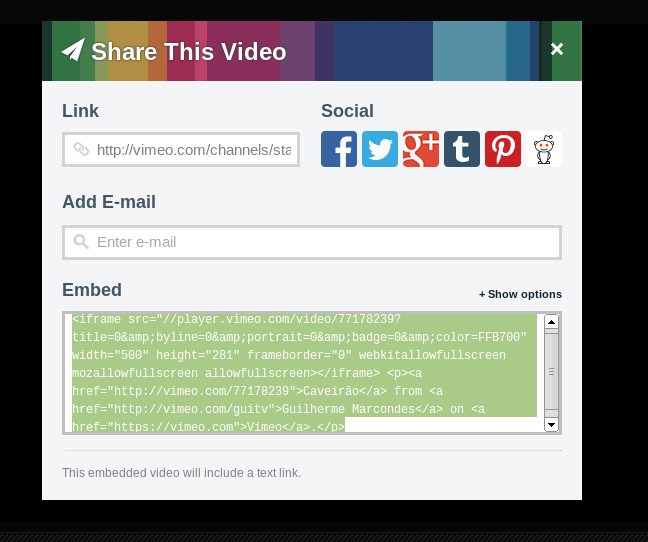 Share This Video
Link
Social
http://vimeo.com/channels/sta
Add E-mail
Enter e-mail
Embed
+ Show options
<iframe src="//player.vimeo.com/video/77178239?
title=0&amp;byline=0&amp;portrait=0&amp;badge=0&amp;color=FFB700"
width="500" height="281" frameborder="0" webkitallowfullscreen
mozallowfullscreen allowfullscreen></iframe> <p><a
href="http://vimeo.com/77178239">Caveirão</a> from <a
href="http://vimeo.com/guitv">Guilherme Marcondes</a> on <a
href="https://vimeo.com">Vimeo</a>.</p>
This embedded video will include a text link.